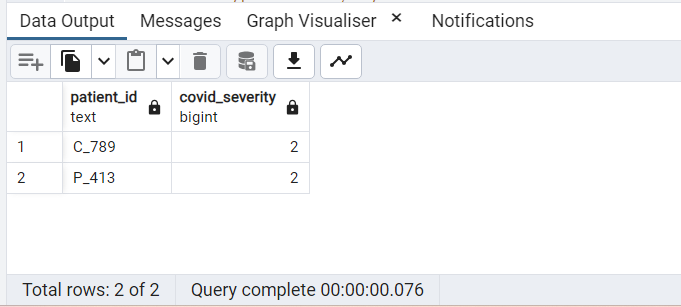 Data Output Messages Graph Visualiser × Notifications
patient_id covid_severity
text bigint
1 C_789 2
2 P_413 2
Total rows: 2 of 2 Query complete 00:00:00.076